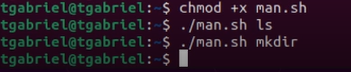 tgabriel@tgabriel:~$ chmod +x man.sh
tgabriel@tgabriel:~$ ./man.sh ls
tgabriel@tgabriel:~$ ./man.sh mkdir
tgabriel@tgabriel:~$